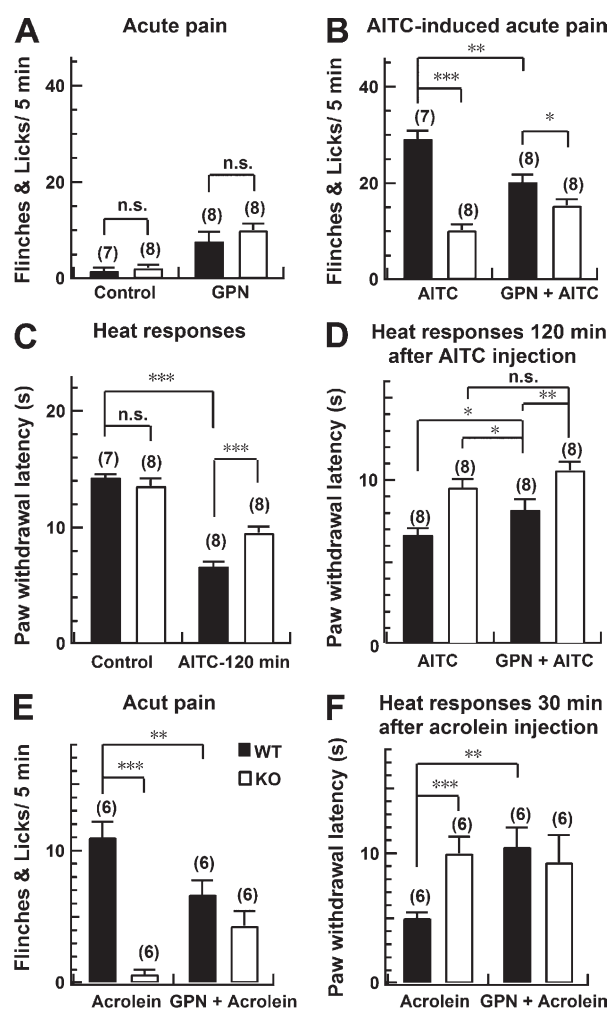 A
Acute pain
Flinches & Licks/ 5 min
40
20
0
n.s.
n.s.
(7)
(8)
(8)
(8)
Control
GPN
B
AITC-induced acute pain
Flinches & Licks/ 5 min
40
20
0
**
***
*
(7)
(8)
(8)
(8)
AITC
GPN + AITC
C
Heat responses
Paw withdrawal latency (s)
20
10
0
***
n.s.
***
(7)
(8)
(8)
(8)
Control
AITC-120 min
D
Heat responses 120 min
after AITC injection
Paw withdrawal latency (s)
10
0
n.s.
*
**
*
(8)
(8)
(8)
(8)
AITC
GPN + AITC
E
Acut pain
Flinches & Licks/ 5 min
10
0
**
***
WT
KO
(6)
(6)
(6)
(6)
Acrolein
GPN + Acrolein
F
Heat responses 30 min
after acrolein injection
Paw withdrawal latency (s)
10
0
**
***
(6)
(6)
(6)
(6)
Acrolein
GPN + Acrolein